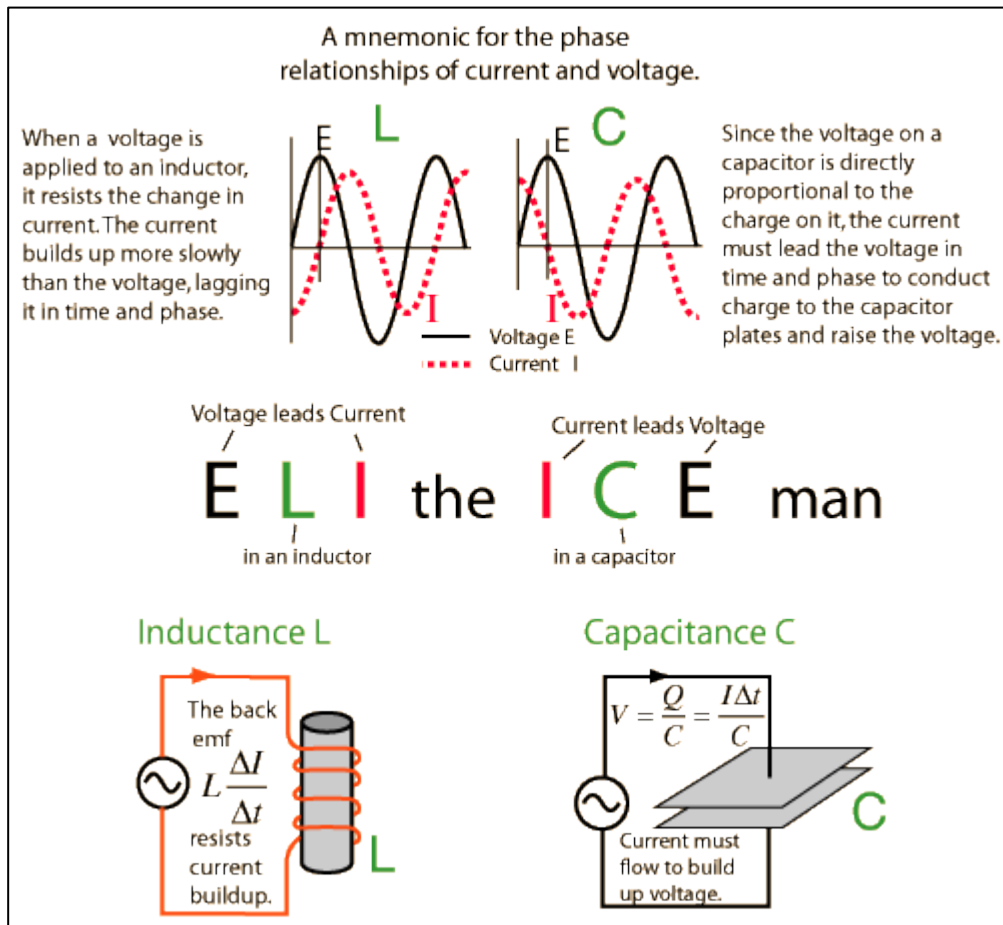 A mnemonic for the phase
relationships of current and voltage.
When a voltage is
applied to an inductor,
it resists the change in
current. The current
builds up more slowly
than the voltage, lagging
it in time and phase.
E
L
I
E
C
I
Voltage E
Current I
Since the voltage on a
capacitor is directly
proportional to the
charge on it, the current
must lead the voltage in
time and phase to conduct
charge to the capacitor
plates and raise the voltage.
Voltage leads Current
Current leads Voltage
E L I the I C E man
in an inductor
in a capacitor
Inductance L
The back
emf
L ΔI/Δt
resists
current
buildup.
L
Capacitance C
V = Q/C = IΔt/C
C
Current must
flow to build
up voltage.